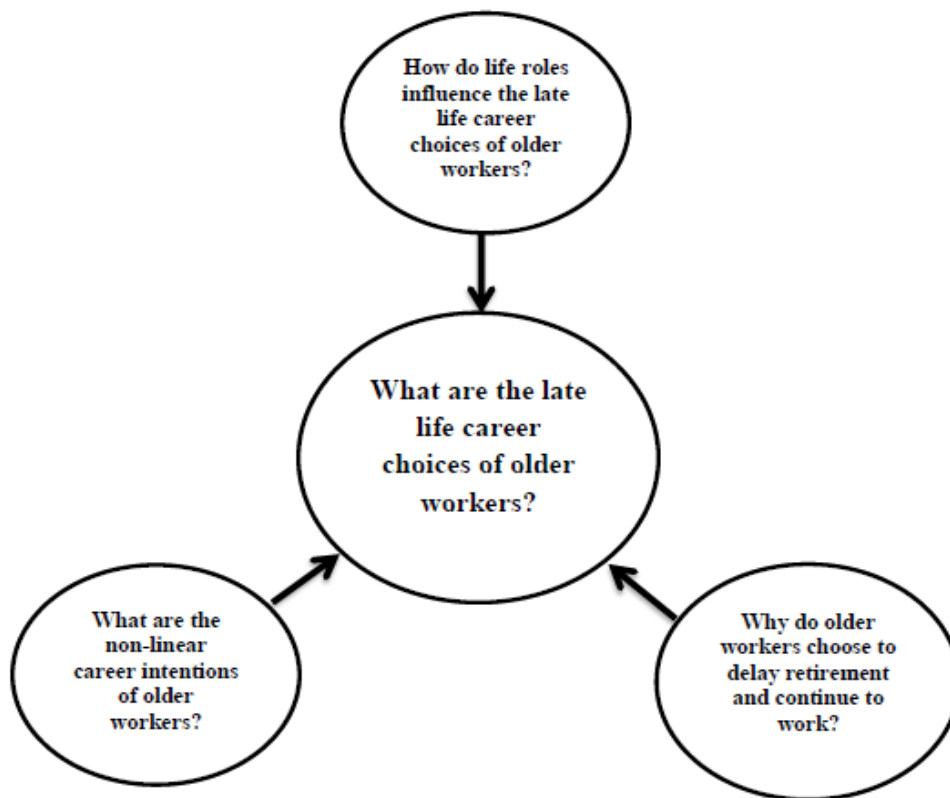 How do life roles
influence the late
life career
choices of older
workers?
What are the late
life career
choices of older
workers?
What are the
non-linear
career intentions
of older
workers?
Why do older
workers choose to
delay retirement
and continue to
work?